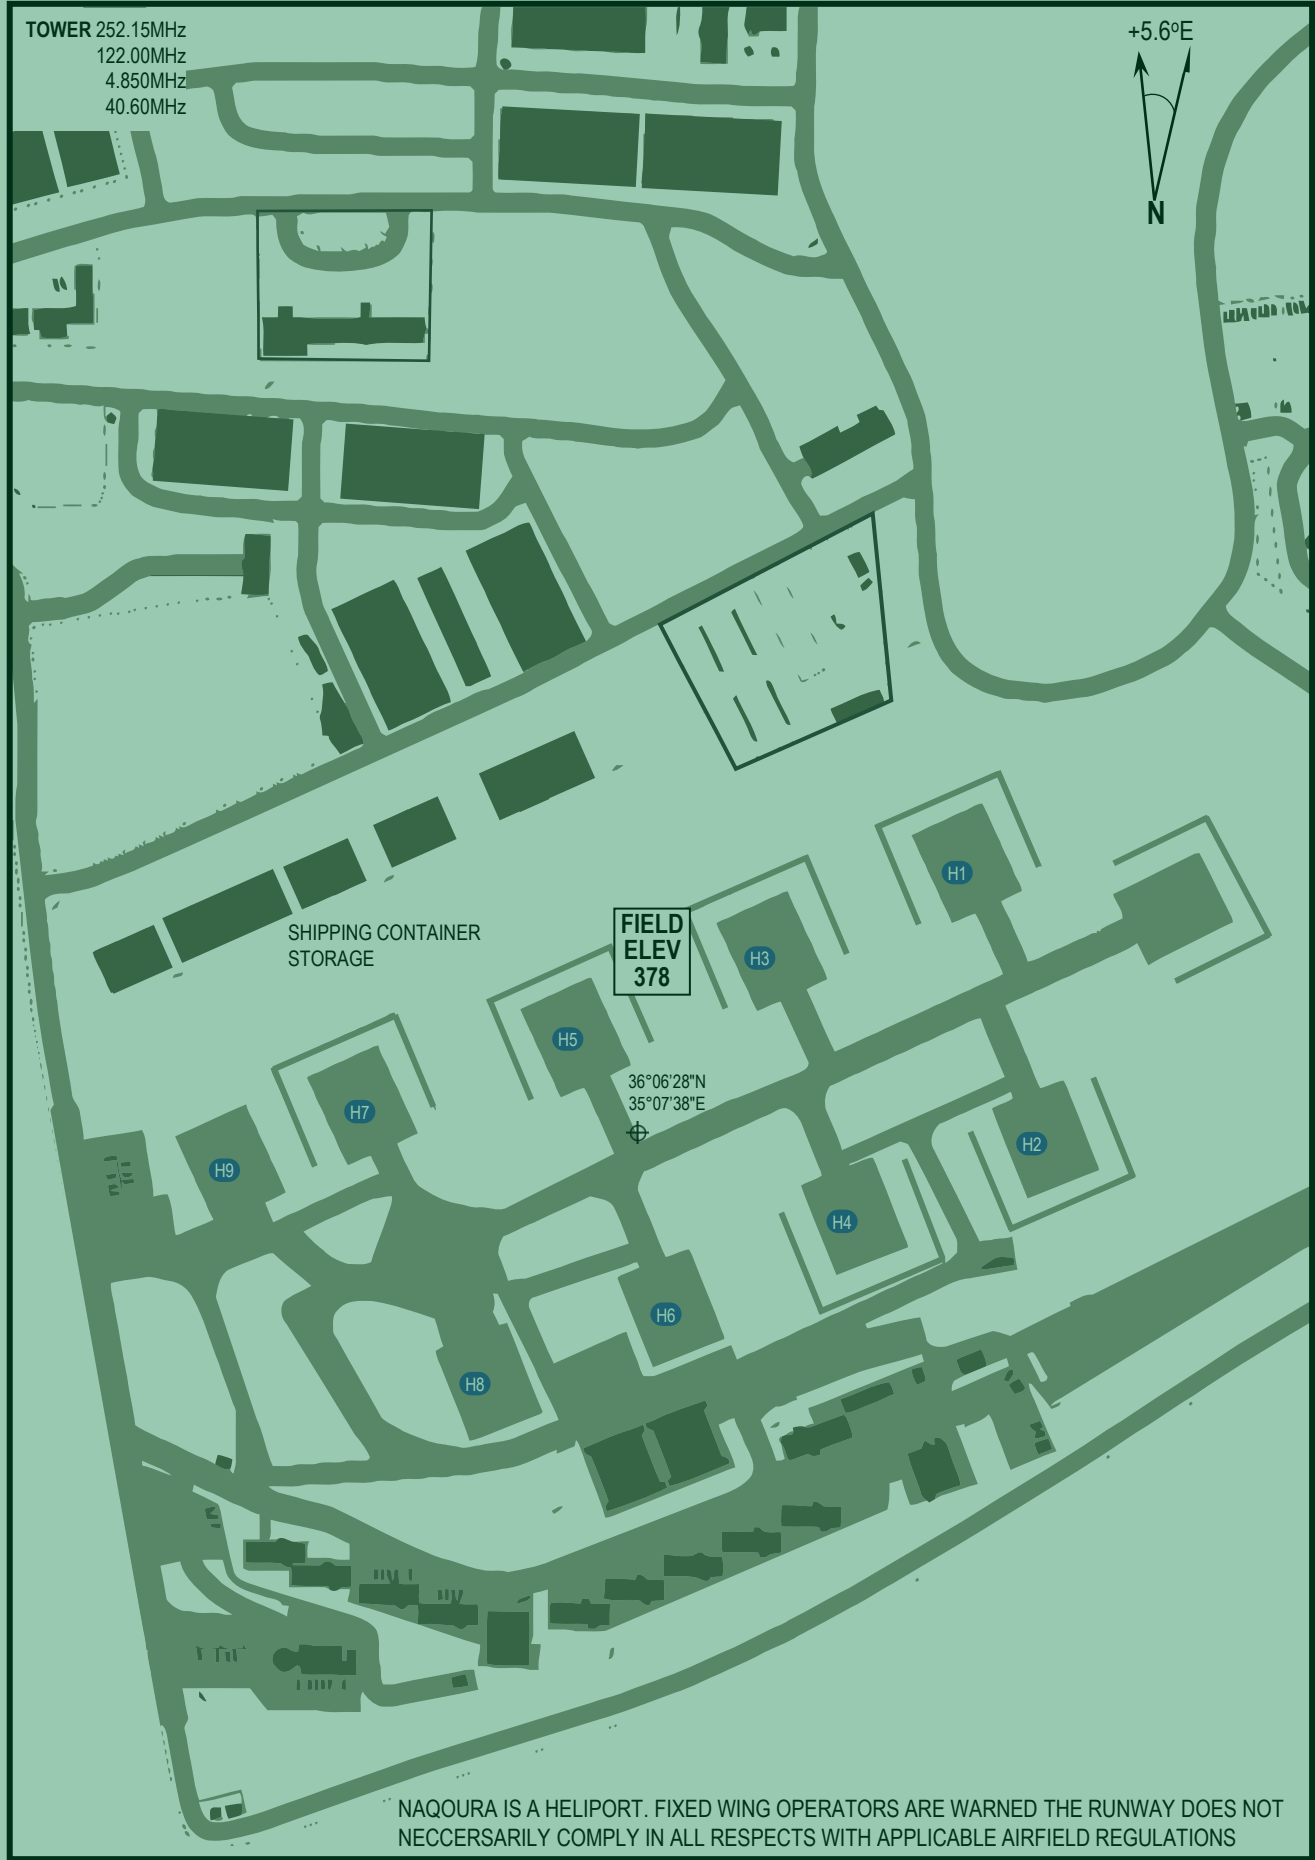 TOWER 252.15MHz
122.00MHz
4.850MHz
40.60MHz
+5.6ºE
N
H1
FIELD
ELEV
378
SHIPPING CONTAINER
STORAGE
H3
H5
36°06'28"N
35°07'38"E
H7
H2
H9
H4
H6
H8
NAQOURA IS A HELIPORT. FIXED WING OPERATORS ARE WARNED THE RUNWAY DOES NOT
NECCERSARILY COMPLY IN ALL RESPECTS WITH APPLICABLE AIRFIELD REGULATIONS